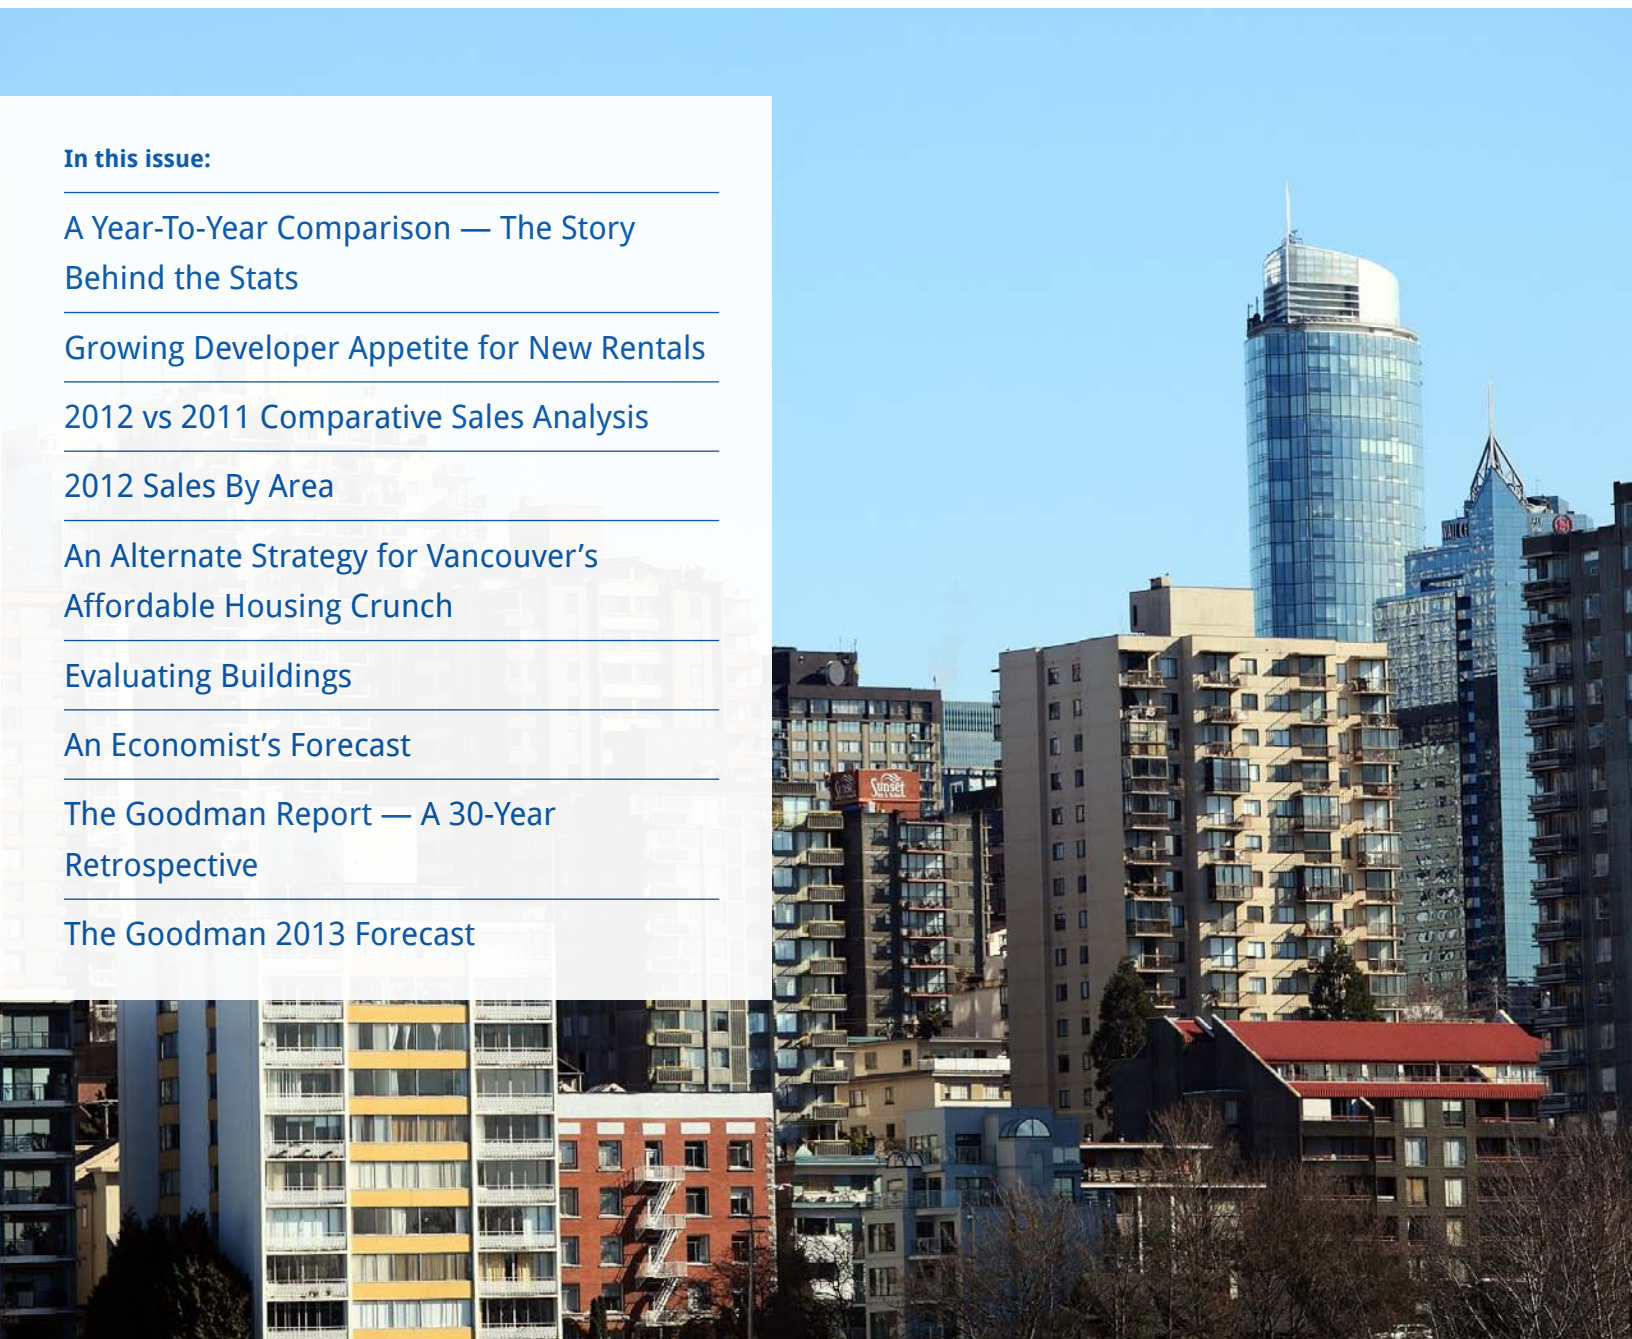 In this issue:
A Year-To-Year Comparison — The Story
Behind the Stats
Growing Developer Appetite for New Rentals
2012 vs 2011 Comparative Sales Analysis
2012 Sales By Area
An Alternate Strategy for Vancouver’s
Affordable Housing Crunch
Evaluating Buildings
An Economist’s Forecast
The Goodman Report — A 30-Year
Retrospective
The Goodman 2013 Forecast
Sunset